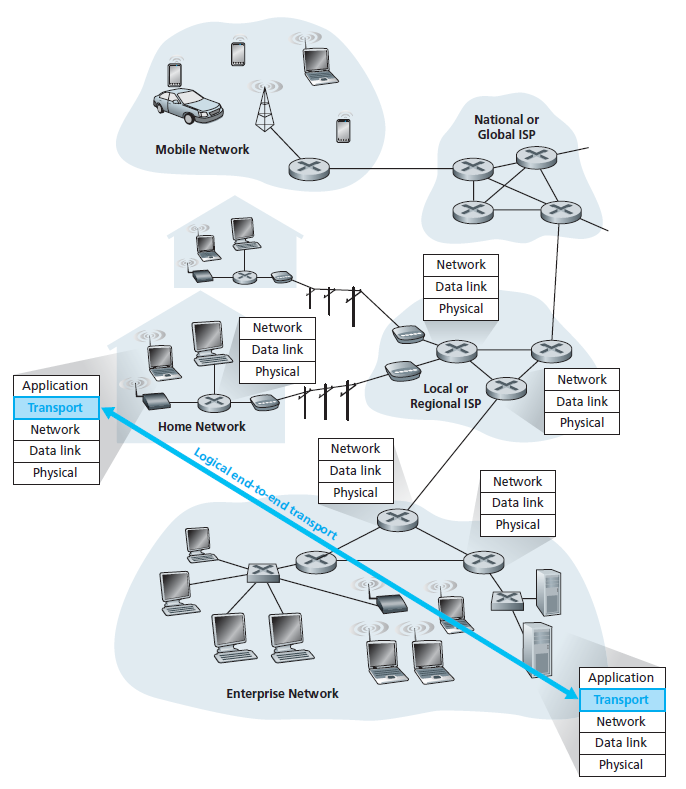 National or
Global ISP
Mobile Network
Network
Data link
Physical
Network
Data link
Physical
Application
Transport
Network
Data link
Physical
Local or
Regional ISP
Network
Data link
Physical
Home Network
Logical end-to-end transport
Network
Data link
Physical
Network
Data link
Physical
Enterprise Network
Application
Transport
Network
Data link
Physical